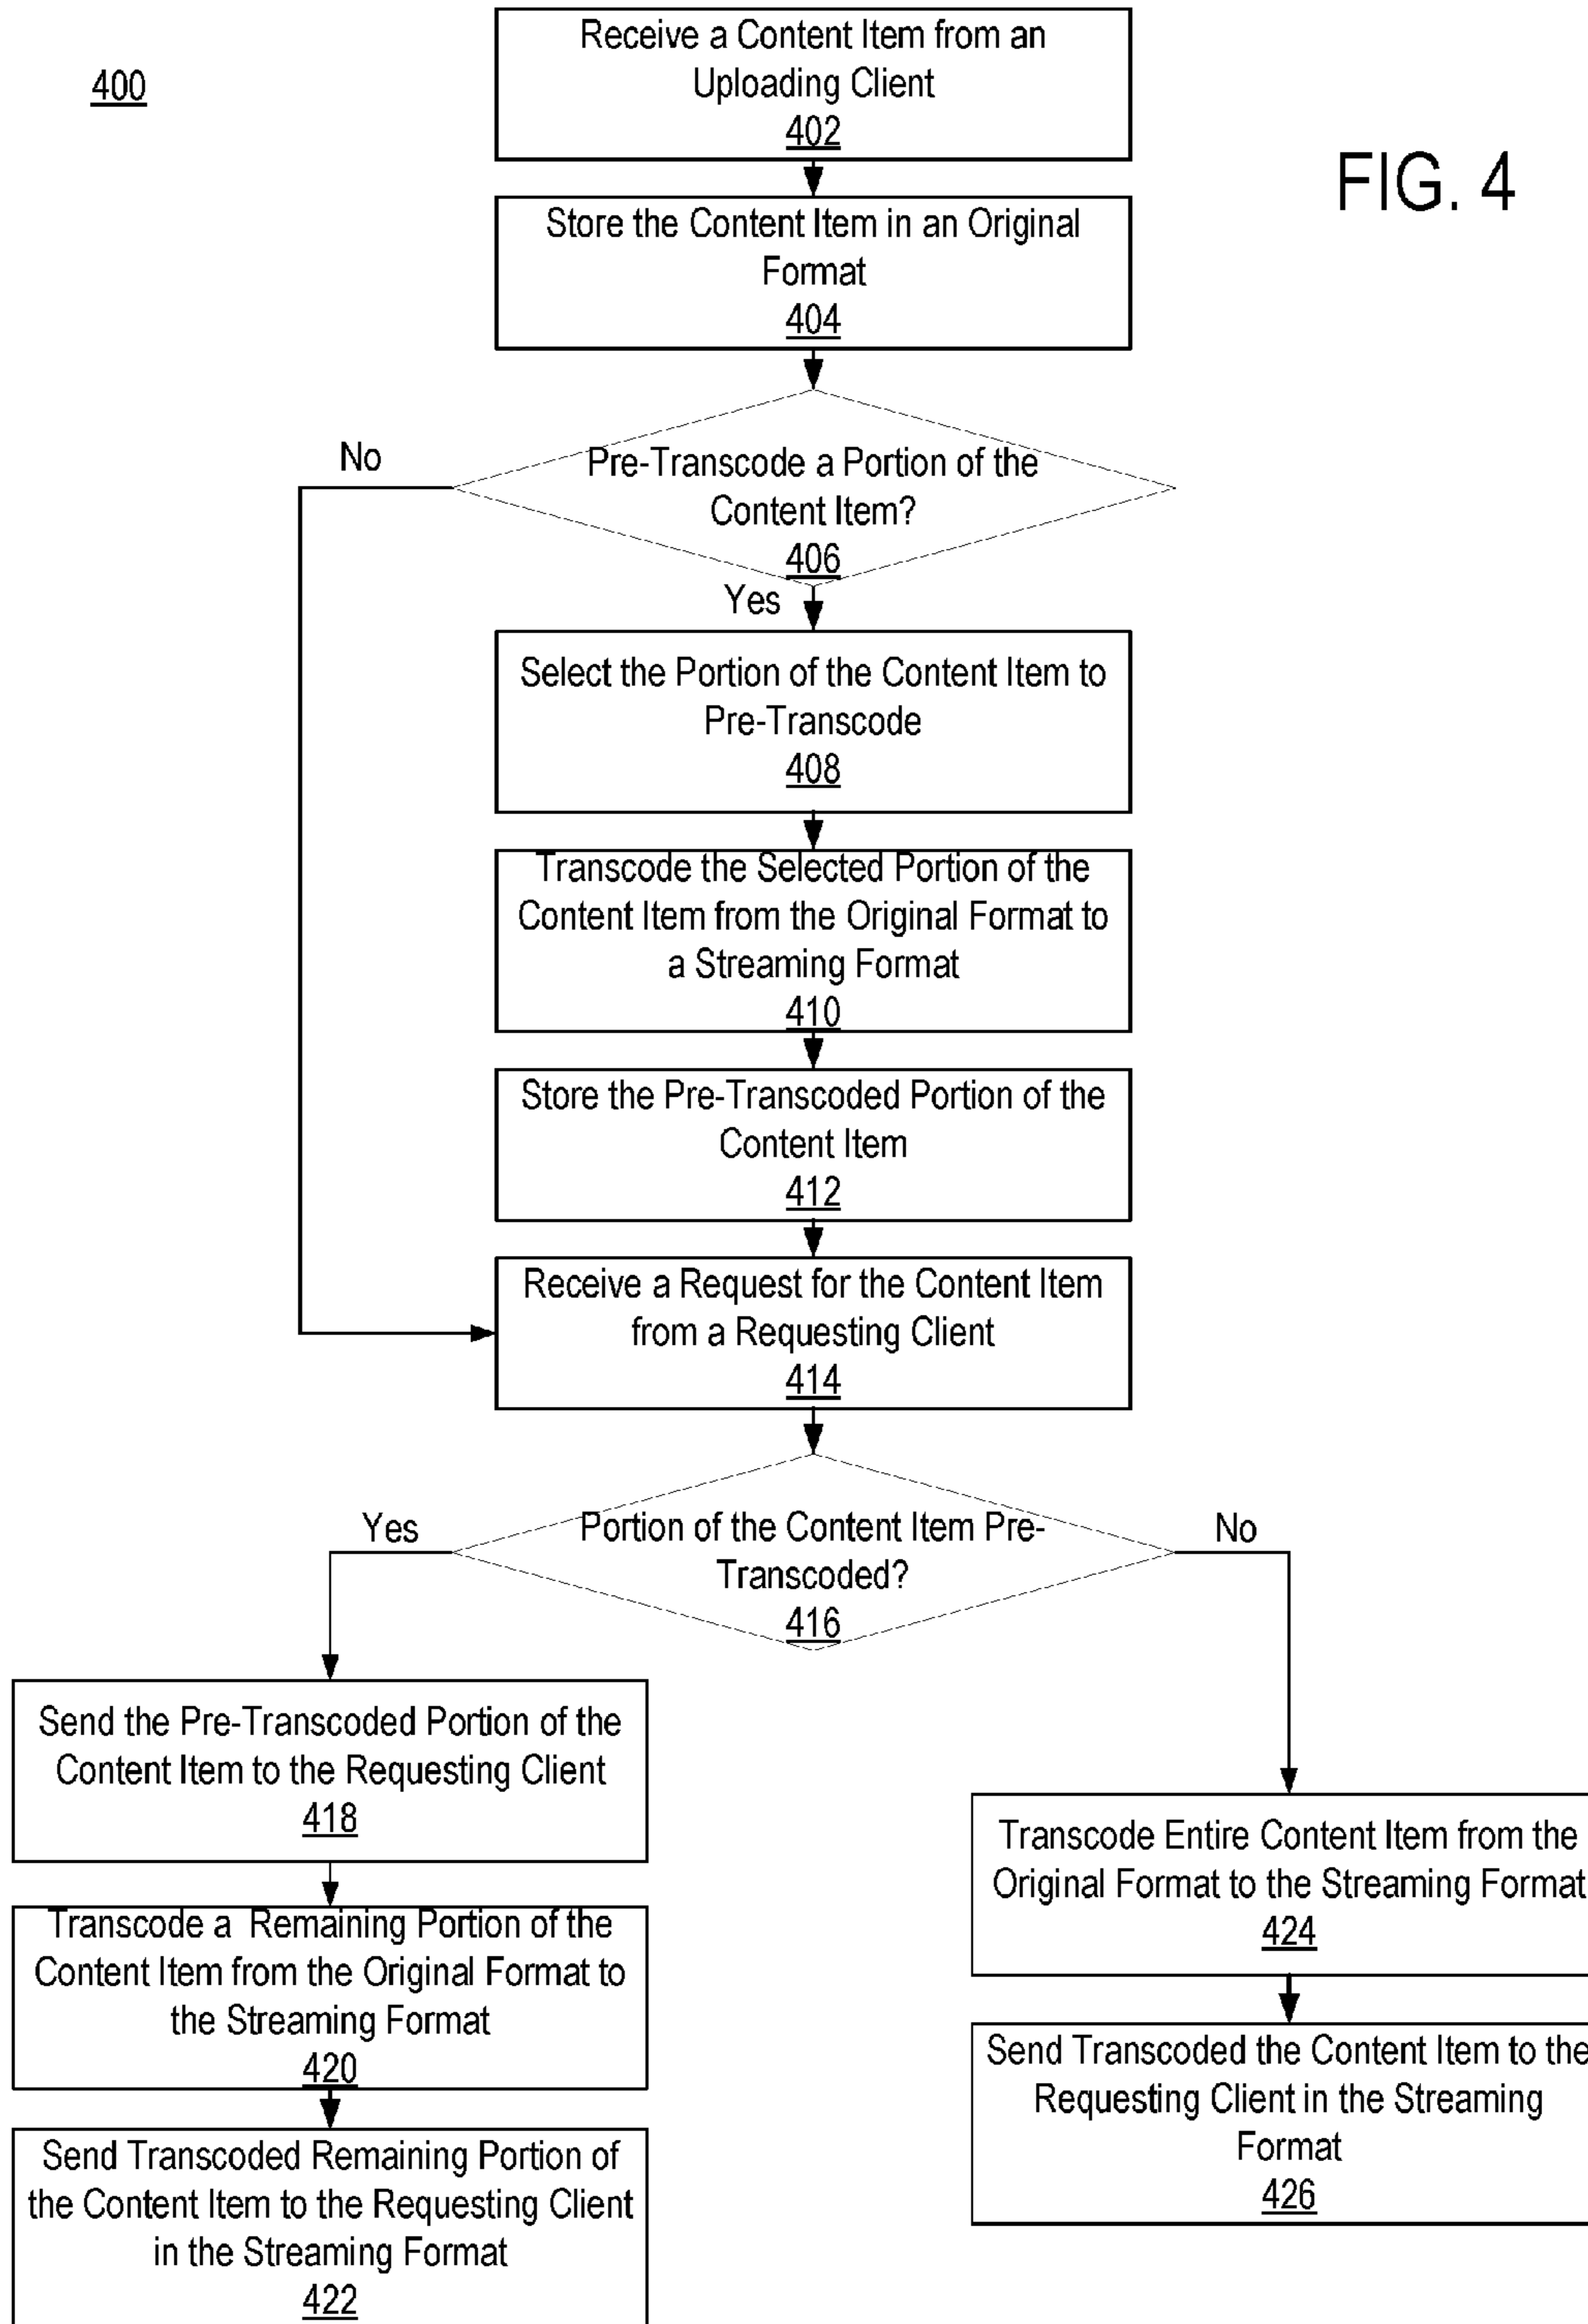 400
FIG. 4
Receive a Content Item from an
Uploading Client
402
Store the Content Item in an Original
Format
404
Pre-Transcode a Portion of the
Content Item?
406
No
Yes
Select the Portion of the Content Item to
Pre-Transcode
408
Transcode the Selected Portion of the
Content Item from the Original Format to
a Streaming Format
410
Store the Pre-Transcoded Portion of the
Content Item
412
Receive a Request for the Content Item
from a Requesting Client
414
Portion of the Content Item Pre-
Transcoded?
416
Yes
No
Send the Pre-Transcoded Portion of the
Content Item to the Requesting Client
418
Transcode a Remaining Portion of the
Content Item from the Original Format to
the Streaming Format
420
Send Transcoded Remaining Portion of
the Content Item to the Requesting Client
in the Streaming Format
422
Transcode Entire Content Item from the
Original Format to the Streaming Format
424
Send Transcoded the Content Item to the
Requesting Client in the Streaming
Format
426